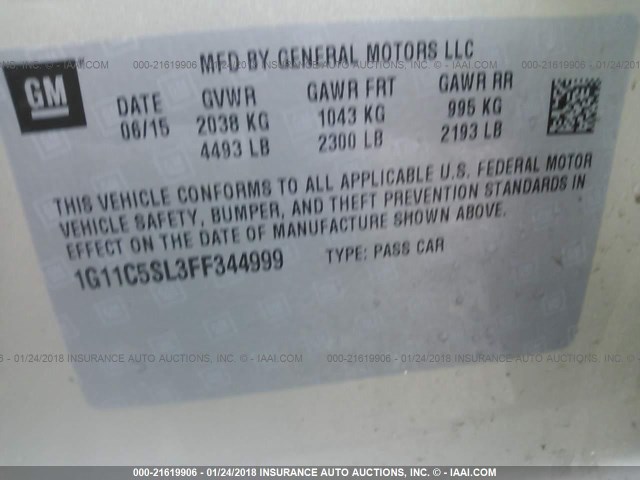 MFD BY GENERAL MOTORS LLC
GM
DATE GVWR GAWR FRT GAWR RR
06/15 2038 KG 1043 KG 995 KG
4493 LB 2300 LB 2193 LB
THIS VEHICLE CONFORMS TO ALL APPLICABLE U.S. FEDERAL MOTOR
VEHICLE SAFETY, BUMPER, AND THEFT PREVENTION STANDARDS IN
EFFECT ON THE DATE OF MANUFACTURE SHOWN ABOVE.
1G11C5SL3FF344999 TYPE: PASS CAR
000-21619906 - 01/24/2018 INSURANCE AUTO AUCTIONS, INC. © - IAAI.COM